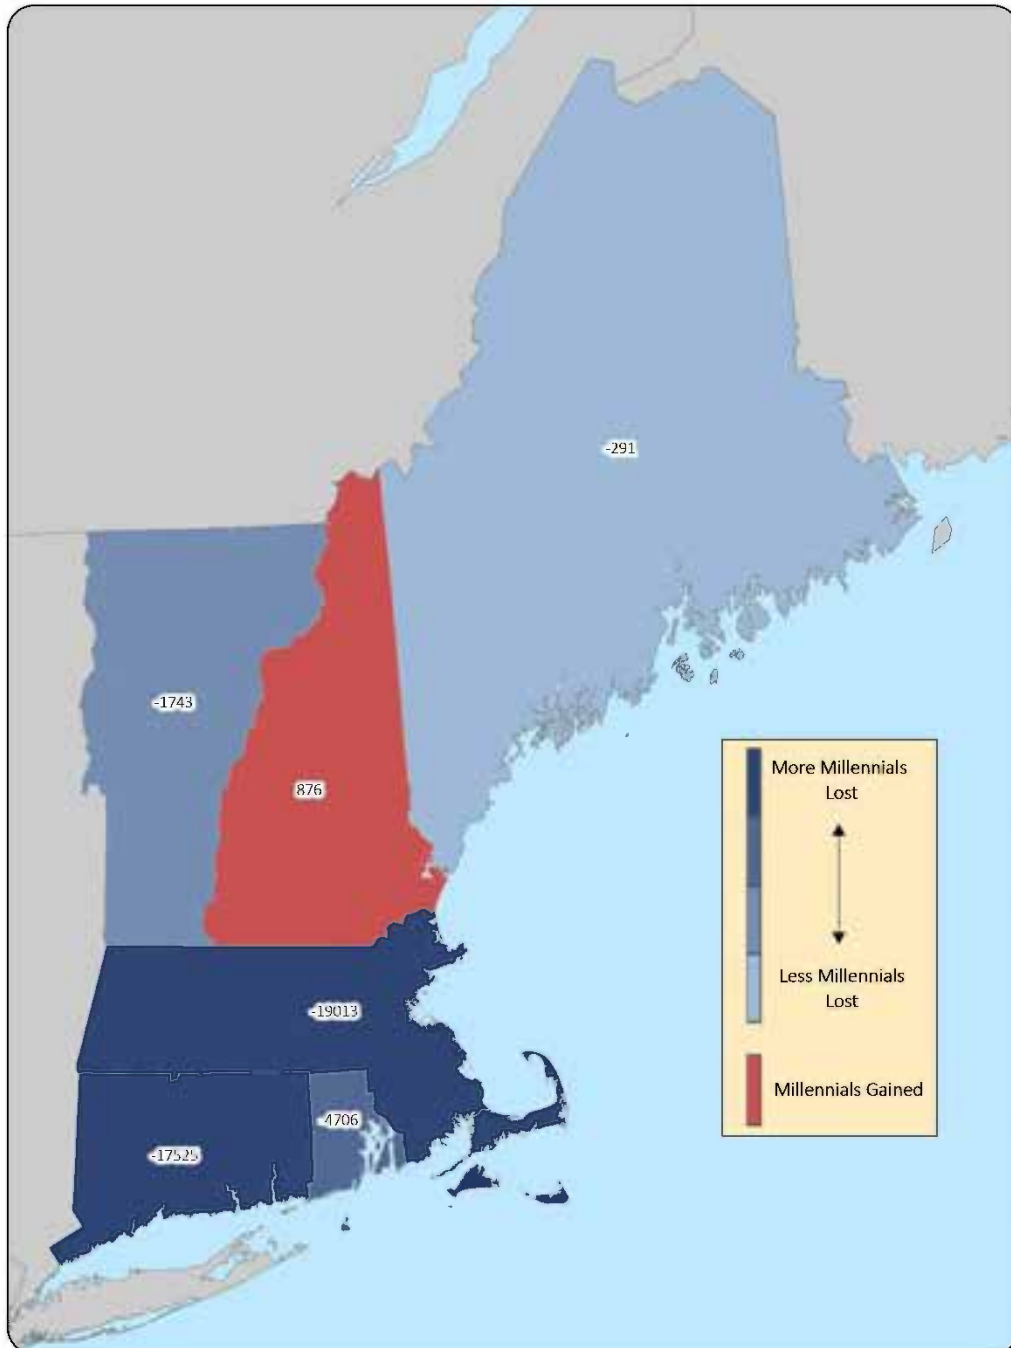 -291
-1743
876
More Millennials
Lost
Less Millennials
Lost
-19013
Millennials Gained
-4706
-17525